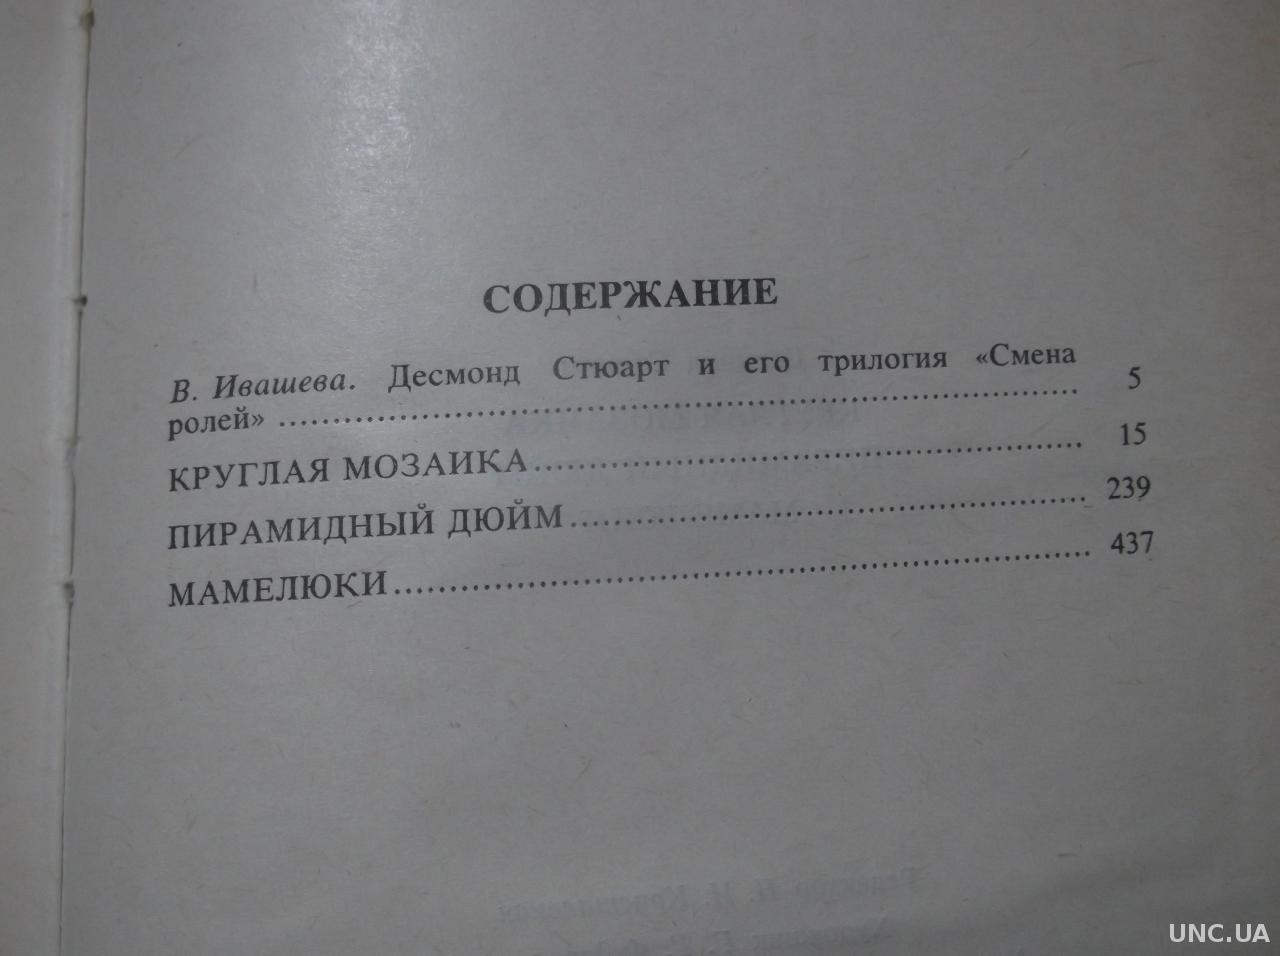 СОДЕРЖАНИЕ
В. Ивашева. Десмонд Стюарт и его трилогия «Смена
ролей» ........................................................................ 5
КРУГЛАЯ МОЗАИКА ................................................ 15
ПИРАМИДНЫЙ ДЮЙМ ............................................. 239
МАМЕЛЮКИ ............................................................. 437
UNC.UA